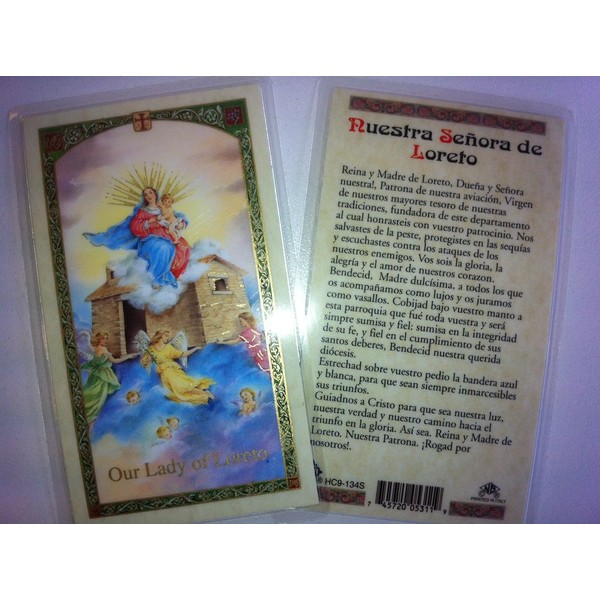 Our Lady of Loreto
Nuestra Señora de
Loreto
Reina y Madre de Loreto, Dueña y Señora
nuestra!, Patrona de nuestra aviación, Virgen
de nuestros mayores tesoro de nuestras
tradiciones, fundadora de este departamento
al cual honrasteis con vuestro patrocinio. Nos
salvastes de la peste, protegistes en las sequías
y escuchastes contra los ataques de los
nuestros enemigos. Vos sois la gloria, la
alegría y el amor de nuestros corazon.
Bendecid, Madre dulcísima, a todos los que
os acompañamos como lujos y os juramos
como vasallos. Cobijad bajo vuestro manto a
esta parroquia que fué toda vuestra y será
simpre sumisa y fiel: sumisa en la integridad
de su fe, y fiel en el cumplimiento de sus
santos deberes, Bendecid nuestra querida
diócesis.
Estrechad sobre vuestro pedio la bandera azul
y blanca, para que sean siempre inmarcesibles
sus triunfos.
Guiadnos a Cristo para que sea nuestra luz,
nuestra verdad y nuestro camino hacia el
triunfo en la gloria. Así sea. Reina y Madre de
Loreto, Nuestra Patrona. ¡Rogad por
nosotros!.
® HC9-134S
7 45720 05311 9
PRINTED IN ITALY